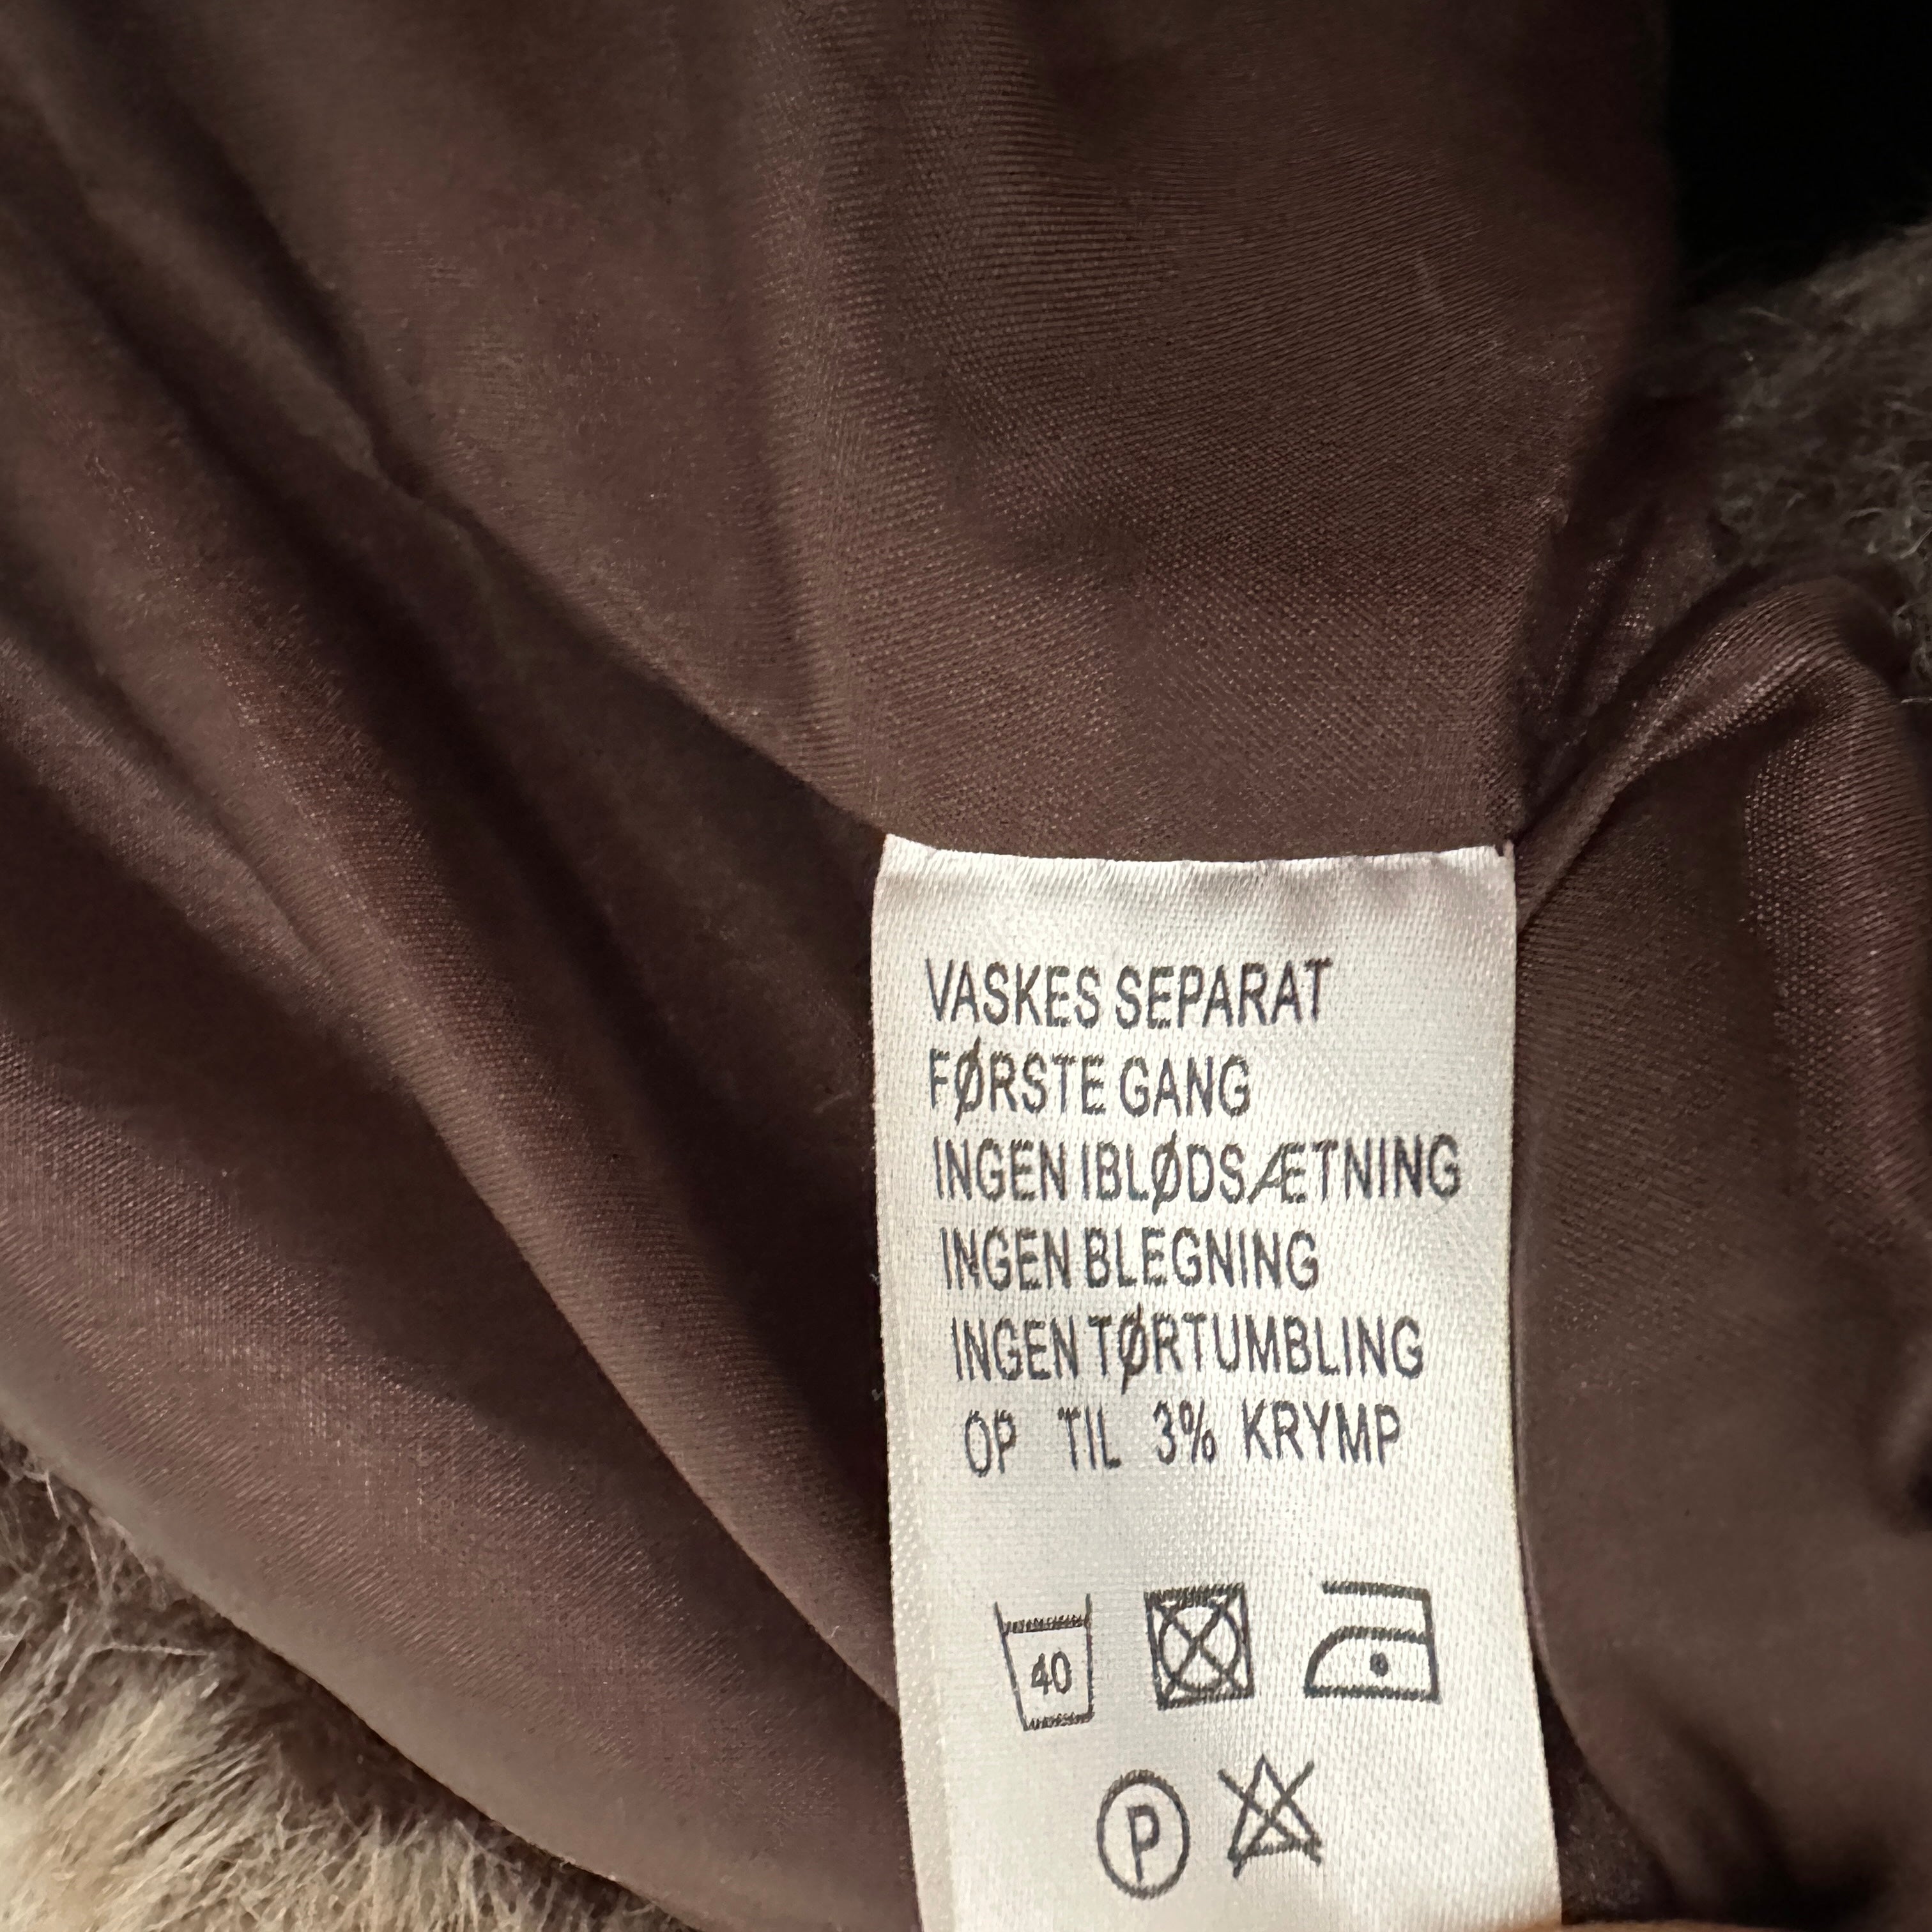 VASKES SEPARAT
FØRSTE GANG
INGEN IBLØDSÆTNING
INGEN BLEGNING
INGEN TØRTUMBLING
OP TIL 3% KRYMP
40
P